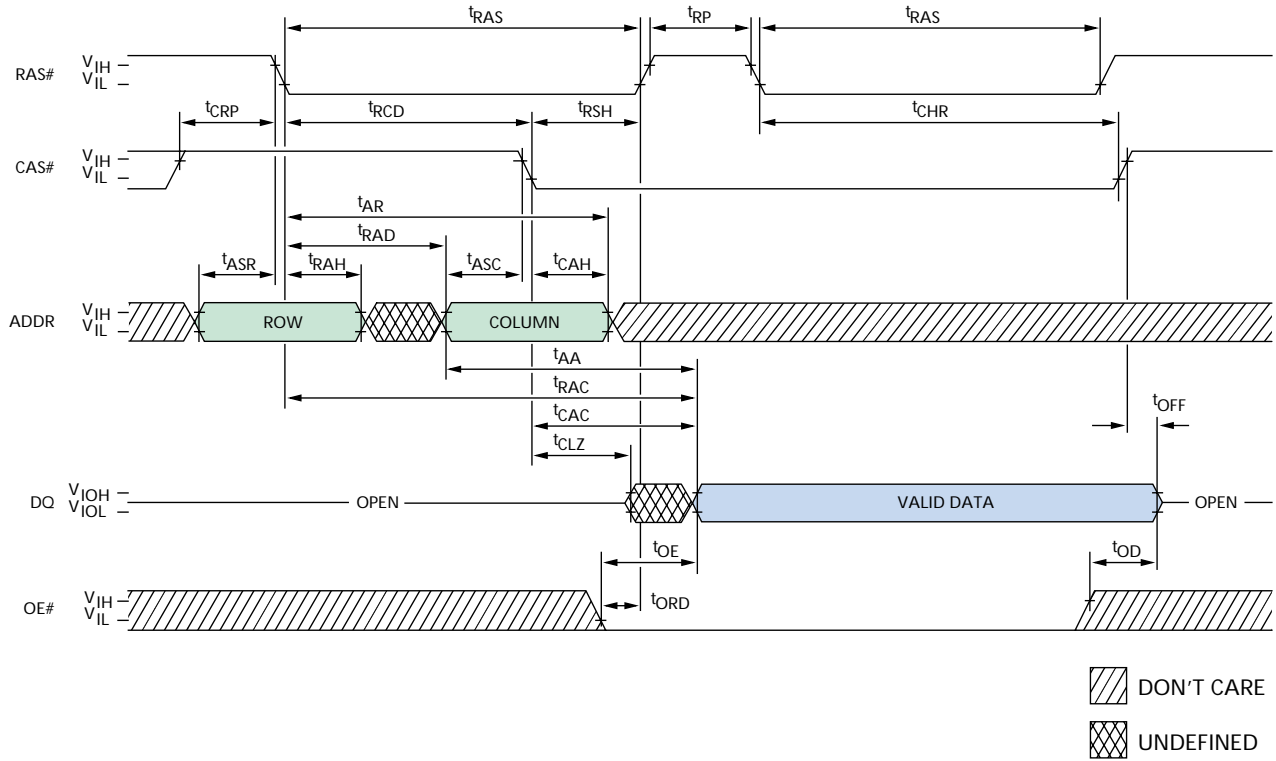 tRAS tRP tRAS
RAS# VIH
VIL
tCRP tRCD tRSH tCHR
CAS# VIH
VIL
tAR
tRAD
tASR tRAH tASC tCAH
ADDR VIH
VIL
ROW COLUMN
tAA
tRAC
tCAC tOFF
tCLZ
DQ VIOH
VIOL
OPEN VALID DATA OPEN
tOE tOD
OE# VIH
VIL
tORD
DON'T CARE
UNDEFINED